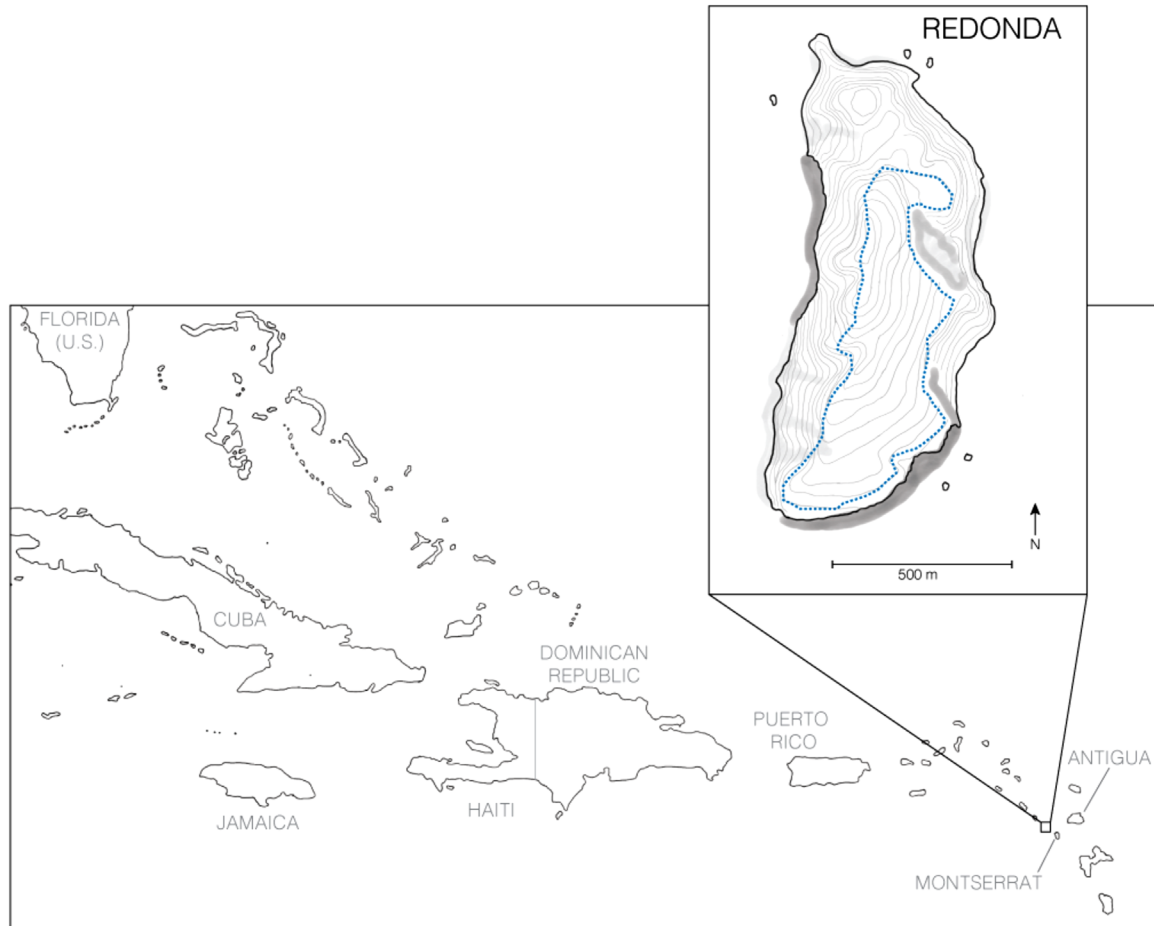 REDONDA
N
500 m
FLORIDA
(U.S.)
CUBA
DOMINICAN
REPUBLIC
PUERTO
RICO
ANTIGUA
HAITI
JAMAICA
MONTSERRAT